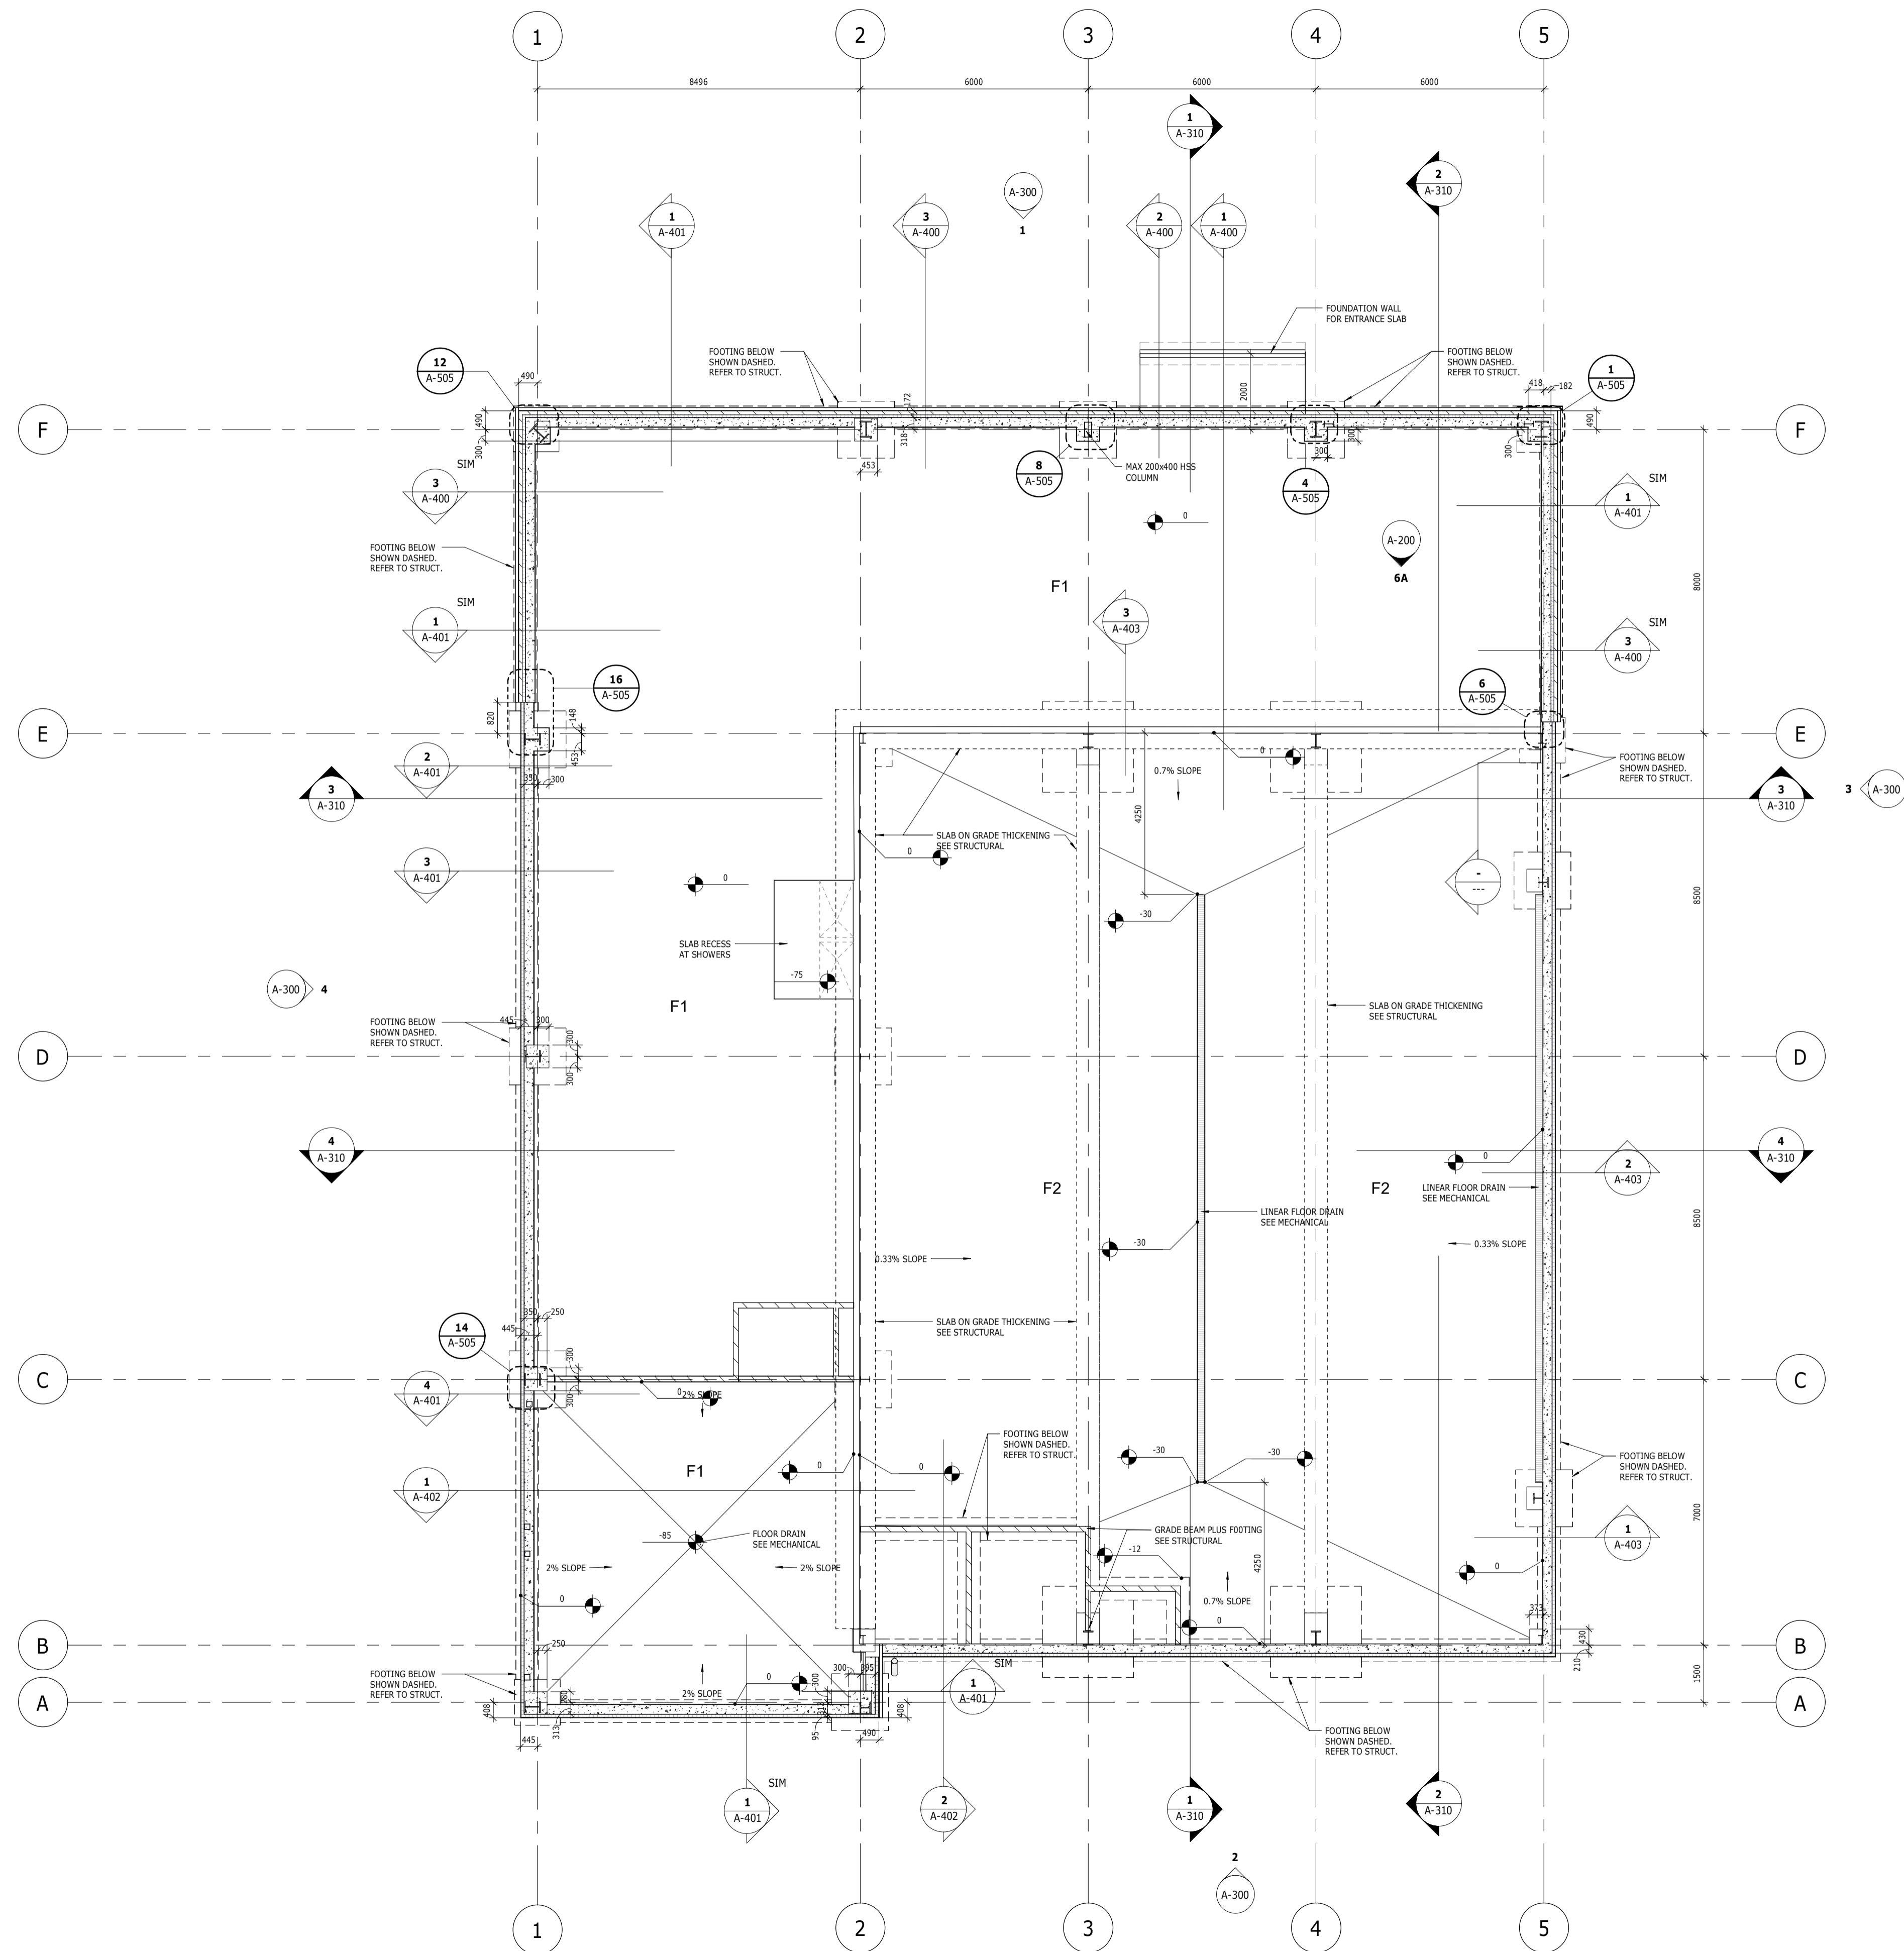 1
2
3
4
5
8496
6000
6000
6000
1
A-310
2
A-310
A-300
1
1
A-401
3
A-400
2
A-400
1
A-400
FOUNDATION WALL
FOR ENTRANCE SLAB
12
A-505
FOOTING BELOW
SHOWN DASHED.
REFER TO STRUCT.
FOOTING BELOW
SHOWN DASHED.
REFER TO STRUCT.
1
A-505
490
418
182
490
172
318
2000
490
F
F
300
453
300
300
300
SIM
3
A-400
8
A-505
MAX 200x400 HSS
COLUMN
4
A-505
SIM
1
A-401
0
A-200
6A
FOOTING BELOW
SHOWN DASHED.
REFER TO STRUCT.
F1
8000
SIM
1
A-401
3
A-403
SIM
3
A-400
16
A-505
6
A-505
820
148
453
E
E
350
300
2
A-401
0
0.7% SLOPE
FOOTING BELOW
SHOWN DASHED.
REFER TO STRUCT.
3
A-310
3
A-310
3
A-300
4250
SLAB ON GRADE THICKENING
SEE STRUCTURAL
0
3
A-401
0
-
---
8500
-30
SLAB RECESS
AT SHOWERS
-75
A-300
4
F1
SLAB ON GRADE THICKENING
SEE STRUCTURAL
FOOTING BELOW
SHOWN DASHED.
REFER TO STRUCT.
445
300
300
300
D
D
4
A-310
4
A-310
0
2
A-403
F2
F2
LINEAR FLOOR DRAIN
SEE MECHANICAL
LINEAR FLOOR DRAIN
SEE MECHANICAL
8500
-30
0.33% SLOPE
0.33% SLOPE
350
250
445
14
A-505
SLAB ON GRADE THICKENING
SEE STRUCTURAL
300
300
C
C
4
A-401
0
2% SLOPE
FOOTING BELOW
SHOWN DASHED.
REFER TO STRUCT.
-30
-30
FOOTING BELOW
SHOWN DASHED.
REFER TO STRUCT.
F1
0
0
1
A-402
7000
-85
FLOOR DRAIN
SEE MECHANICAL
GRADE BEAM PLUS FOOTING
SEE STRUCTURAL
1
A-403
-12
4250
2% SLOPE
2% SLOPE
0
0
0.7% SLOPE
0
373
430
210
B
B
250
FOOTING BELOW
SHOWN DASHED.
REFER TO STRUCT.
2% SLOPE
0
300
395
300
SIM
1
A-401
1500
A
A
408
280
313
313
95
408
445
490
FOOTING BELOW
SHOWN DASHED.
REFER TO STRUCT.
SIM
1
A-401
2
A-402
1
A-310
2
A-310
2
A-300
1
2
3
4
5